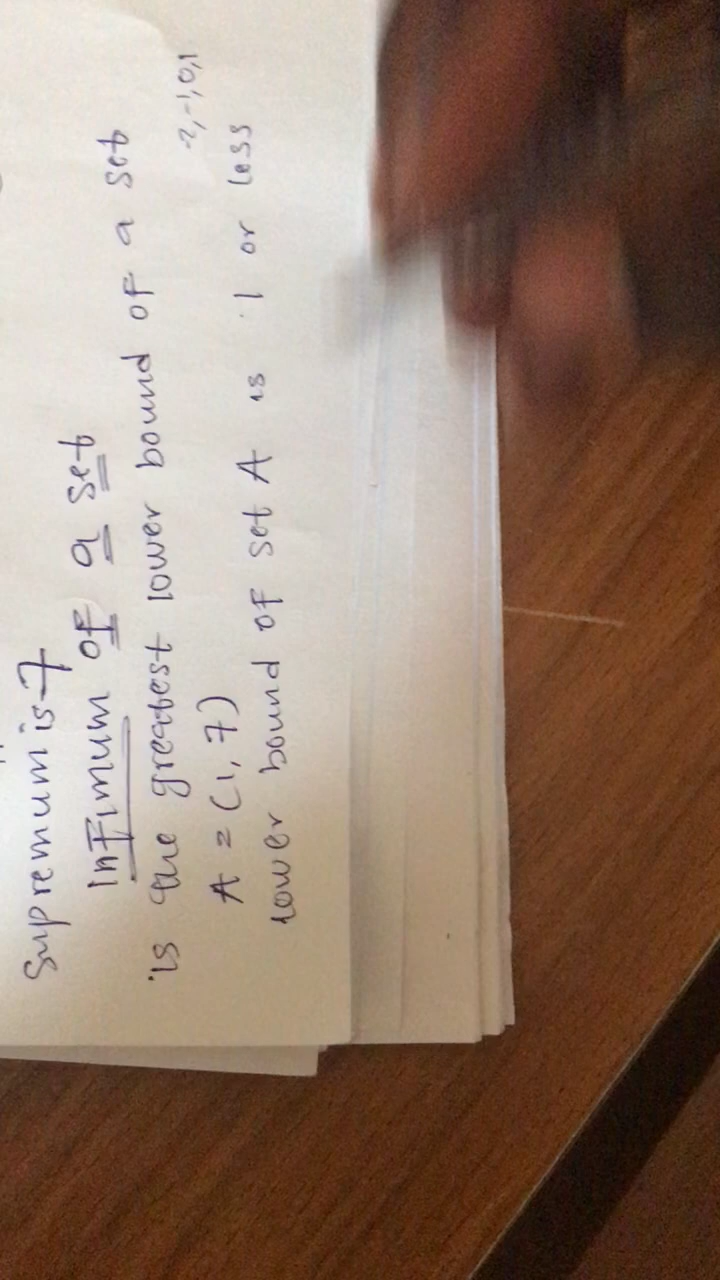 Supremum is 7
Infimum of a set
is the greatest lower bound of a set
A = (1, 7) -2, -1, 0, 1
lower bound of set A is 1 or less